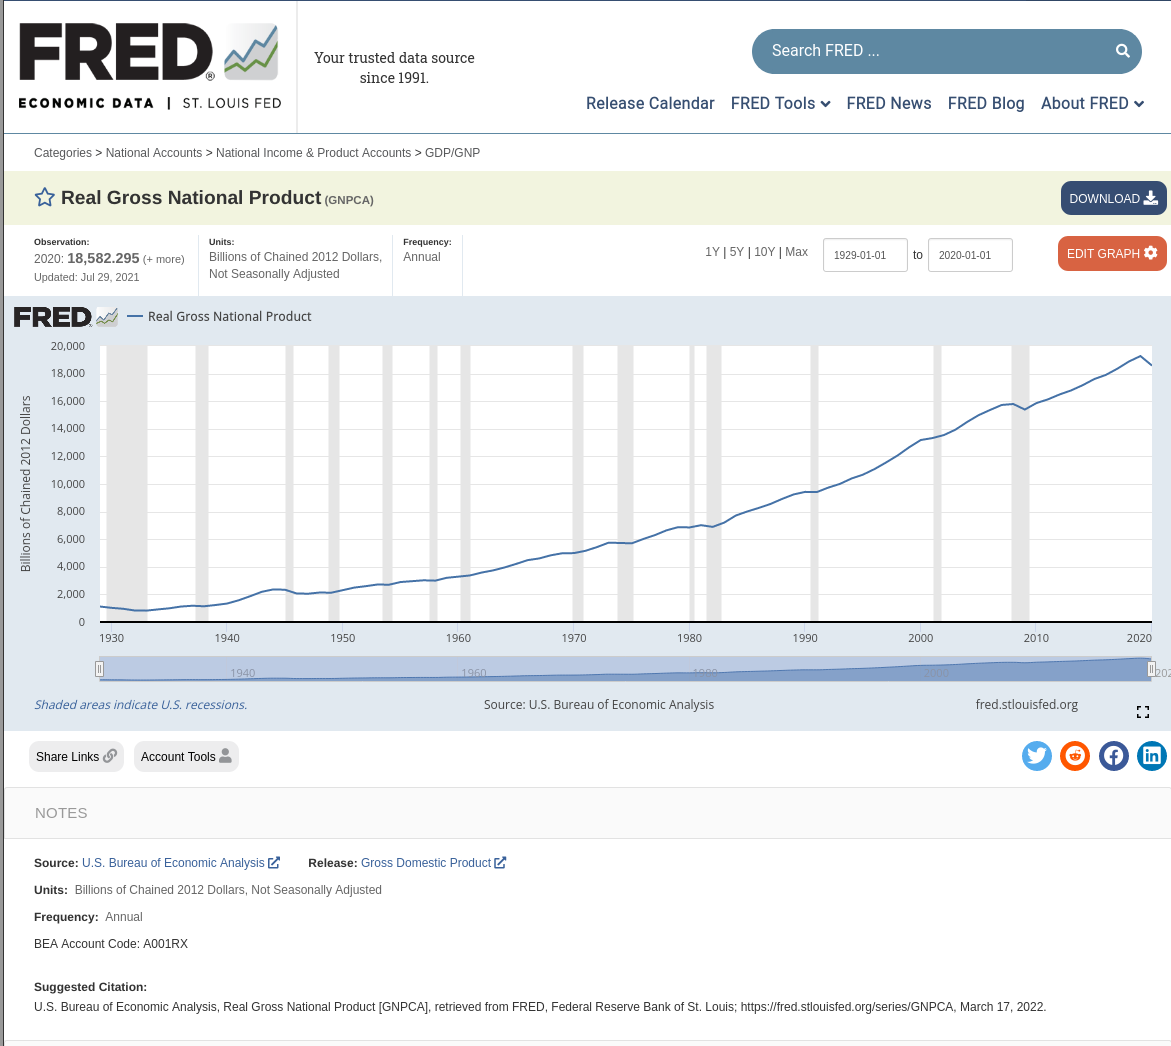 FRED®
ECONOMIC DATA | ST. LOUIS FED
Your trusted data source
since 1991.
Search FRED ...
Release Calendar FRED Tools FRED News FRED Blog About FRED
Categories > National Accounts > National Income & Product Accounts > GDP/GNP
Real Gross National Product (GNPCA)
DOWNLOAD
Observation:
2020: 18,582.295 (+ more)
Updated: Jul 29, 2021
Units:
Billions of Chained 2012 Dollars,
Not Seasonally Adjusted
Frequency:
Annual
1Y | 5Y | 10Y | Max
1929-01-01 to 2020-01-01
EDIT GRAPH
FRED Real Gross National Product
Billions of Chained 2012 Dollars
20,000
18,000
16,000
14,000
12,000
10,000
8,000
6,000
4,000
2,000
0
1930 1940 1950 1960 1970 1980 1990 2000 2010 2020
1940 1960 1980 2000
Shaded areas indicate U.S. recessions.
Source: U.S. Bureau of Economic Analysis
fred.stlouisfed.org
Share Links Account Tools
NOTES
Source: U.S. Bureau of Economic Analysis Release: Gross Domestic Product
Units: Billions of Chained 2012 Dollars, Not Seasonally Adjusted
Frequency: Annual
BEA Account Code: A001RX
Suggested Citation:
U.S. Bureau of Economic Analysis, Real Gross National Product [GNPCA], retrieved from FRED, Federal Reserve Bank of St. Louis; https://fred.stlouisfed.org/series/GNPCA, March 17, 2022.